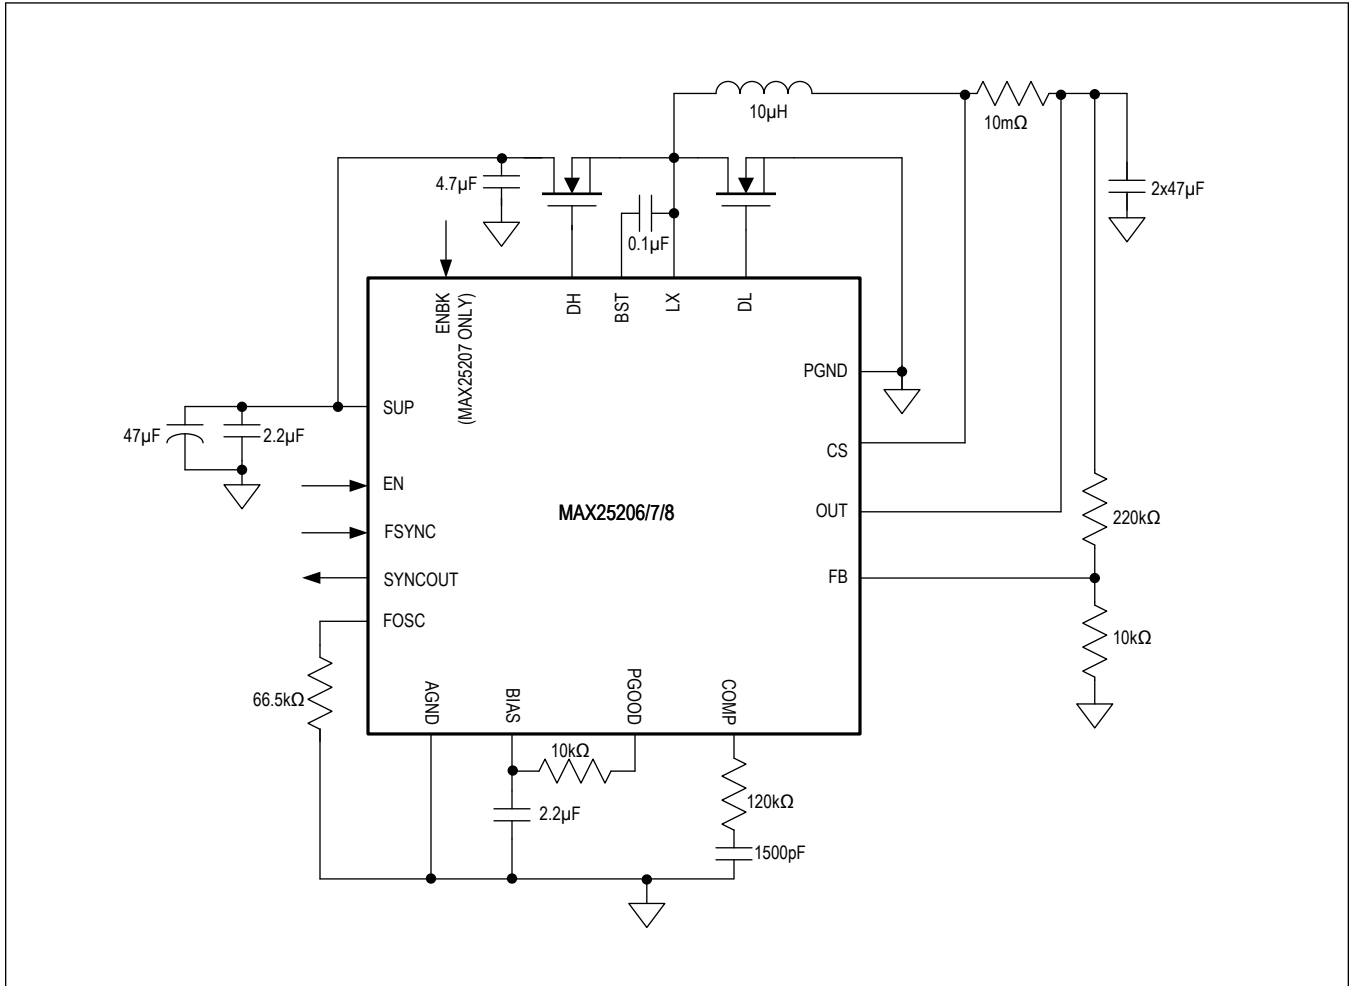 10µH
10mΩ
4.7µF
2x47µF
0.1µF
ENBK
(MAX25207 ONLY)
DH
BST
LX
DL
PGND
SUP
47µF
2.2µF
CS
EN
OUT
MAX25206/7/8
220kΩ
FSYNC
SYNCOUT
FB
FOSC
10kΩ
66.5kΩ
AGND
BIAS
PGOOD
COMP
10kΩ
120kΩ
2.2µF
1500pF